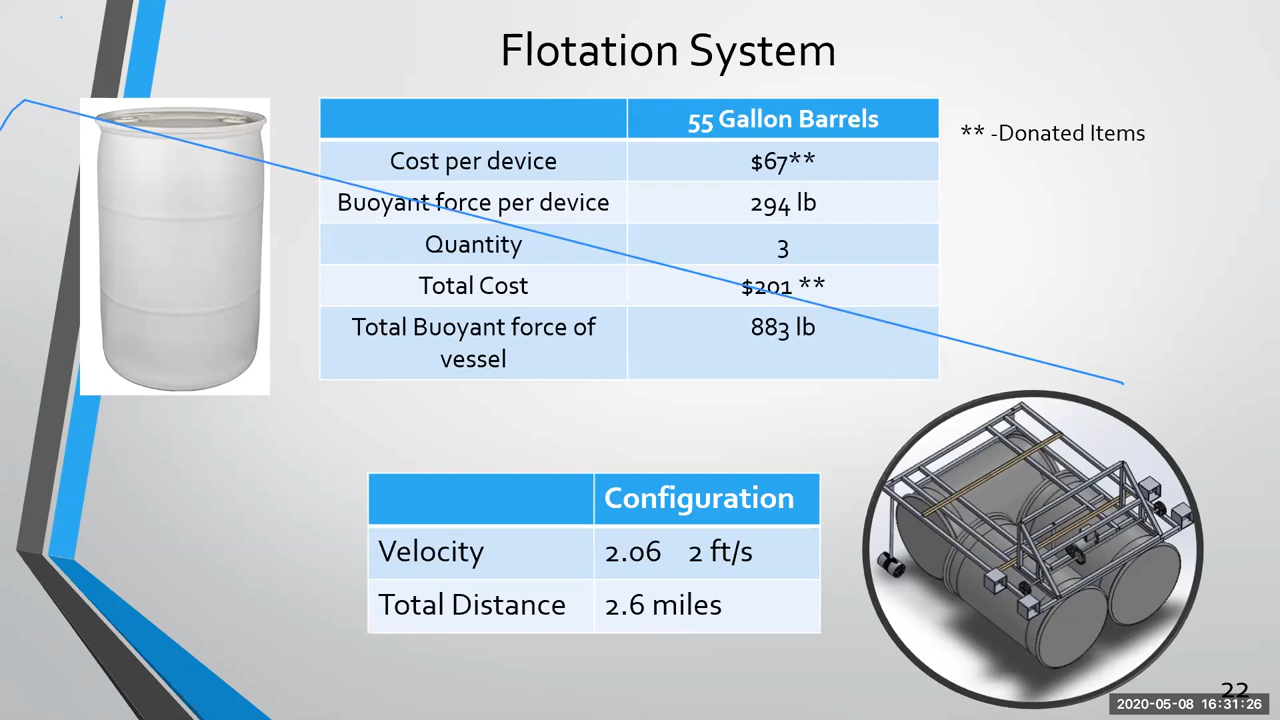 Flotation System
55 Gallon Barrels
** -Donated Items
Cost per device $67**
Buoyant force per device 294 lb
Quantity 3
Total Cost $201 **
Total Buoyant force of 883 lb
vessel
Configuration
Velocity 2.06 2 ft/s
Total Distance 2.6 miles
22
2020-05-08 16:31:26